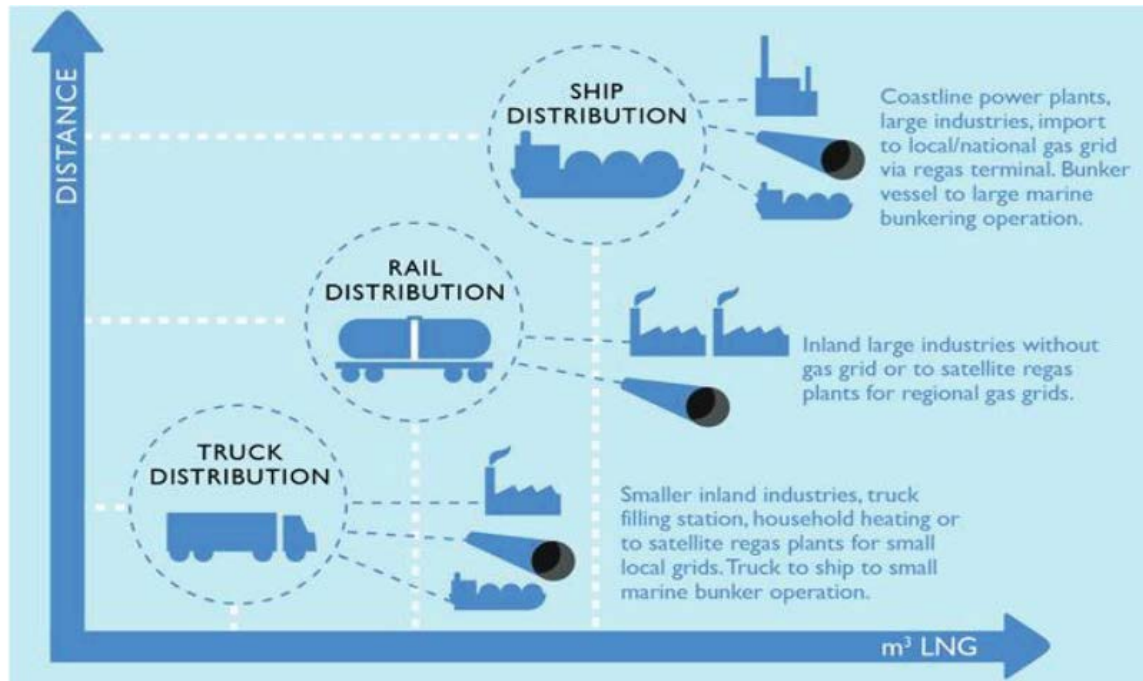 DISTANCE
SHIP
DISTRIBUTION
Coastline power plants,
large industries, import
to local/national gas grid
via regas terminal. Bunker
vessel to large marine
bunkering operation.
RAIL
DISTRIBUTION
Inland large industries without
gas grid or to satellite regas
plants for regional gas grids.
TRUCK
DISTRIBUTION
Smaller inland industries, truck
filling station, household heating or
to satellite regas plants for small
local grids. Truck to ship to small
marine bunker operation.
m³ LNG